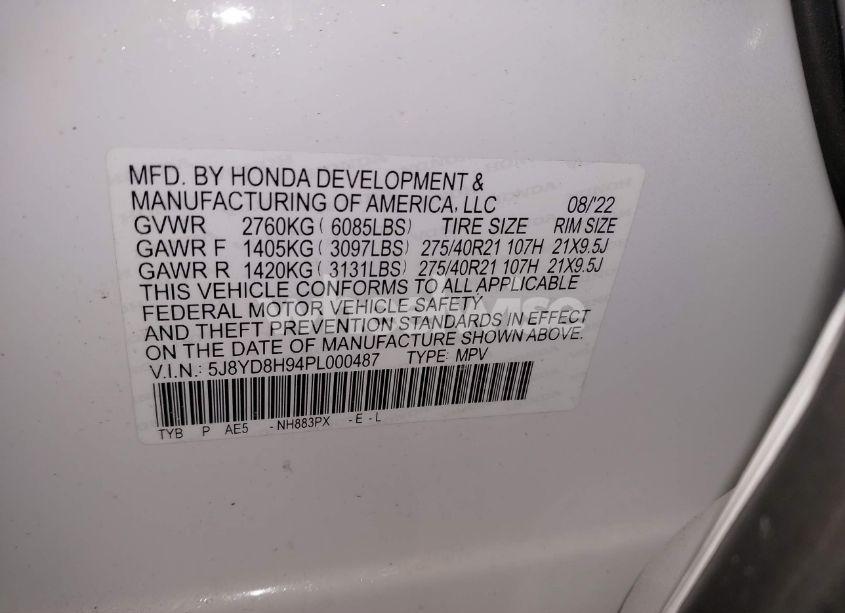 MFD. BY HONDA DEVELOPMENT &
MANUFACTURING OF AMERICA, LLC 08/'22
GVWR 2760KG ( 6085LBS) TIRE SIZE RIM SIZE
GAWR F 1405KG ( 3097LBS) 275/40R21 107H 21X9.5J
GAWR R 1420KG ( 3131LBS) 275/40R21 107H 21X9.5J
THIS VEHICLE CONFORMS TO ALL APPLICABLE
FEDERAL MOTOR VEHICLE SAFETY
AND THEFT PREVENTION STANDARDS IN EFFECT
ON THE DATE OF MANUFACTURE SHOWN ABOVE.
V.I.N.: 5J8YD8H94PL000487 TYPE: MPV
TYB P AE5 - NH883PX - E - L